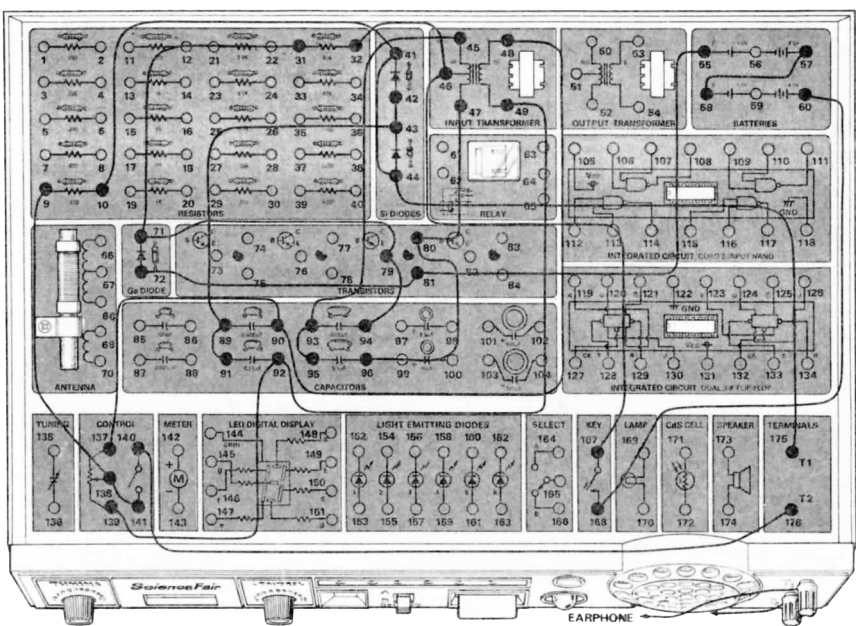 1 2 11 12 21 22 31 32
3 4 13 14 23 24 33 34
5 6 15 16 25 26 35 36
7 8 17 18 27 28 37 38
9 10 19 20 29 30 39 40
RESISTORS
41
42
43
44
Si DIODES
45 48
46
47 49
INPUT TRANSFORMER
50 53
51
52 54
OUTPUT TRANSFORMER
55 56 57
58 59 60
BATTERIES
61 63
62 64
65
RELAY
105 106 107 108 109 110 111
Vcc
GND
112 113 114 115 116 117 118
INTEGRATED CIRCUIT QUAD 2-INPUT NAND
66
67
68
69
70
ANTENNA
71
72
Ge DIODE
74 77 80 83
73 76 79 82
75 78 81 84
TRANSISTORS
119 120 121 122 123 124 125 126
GND
Vcc
127 128 129 130 131 132 133 134
INTEGRATED CIRCUIT DUAL J-K FLIP-FLOP
85 86 89 90 93 94 97 98 101 102
87 88 91 92 95 96 99 100 103 104
CAPACITORS
TUNING
135
136
CONTROL
137 140
138
139 141
METER
142
+
M
−
143
LED DIGITAL DISPLAY
144 148
145 149
146 150
147 151
LIGHT EMITTING DIODES
152 154 156 158 160 162
153 155 157 159 161 163
SELECT
164
165
166
KEY
167
168
LAMP
169
170
CdS CELL
171
172
SPEAKER
173
174
TERMINALS
175
T1
T2
176
ScienceFair
EARPHONE